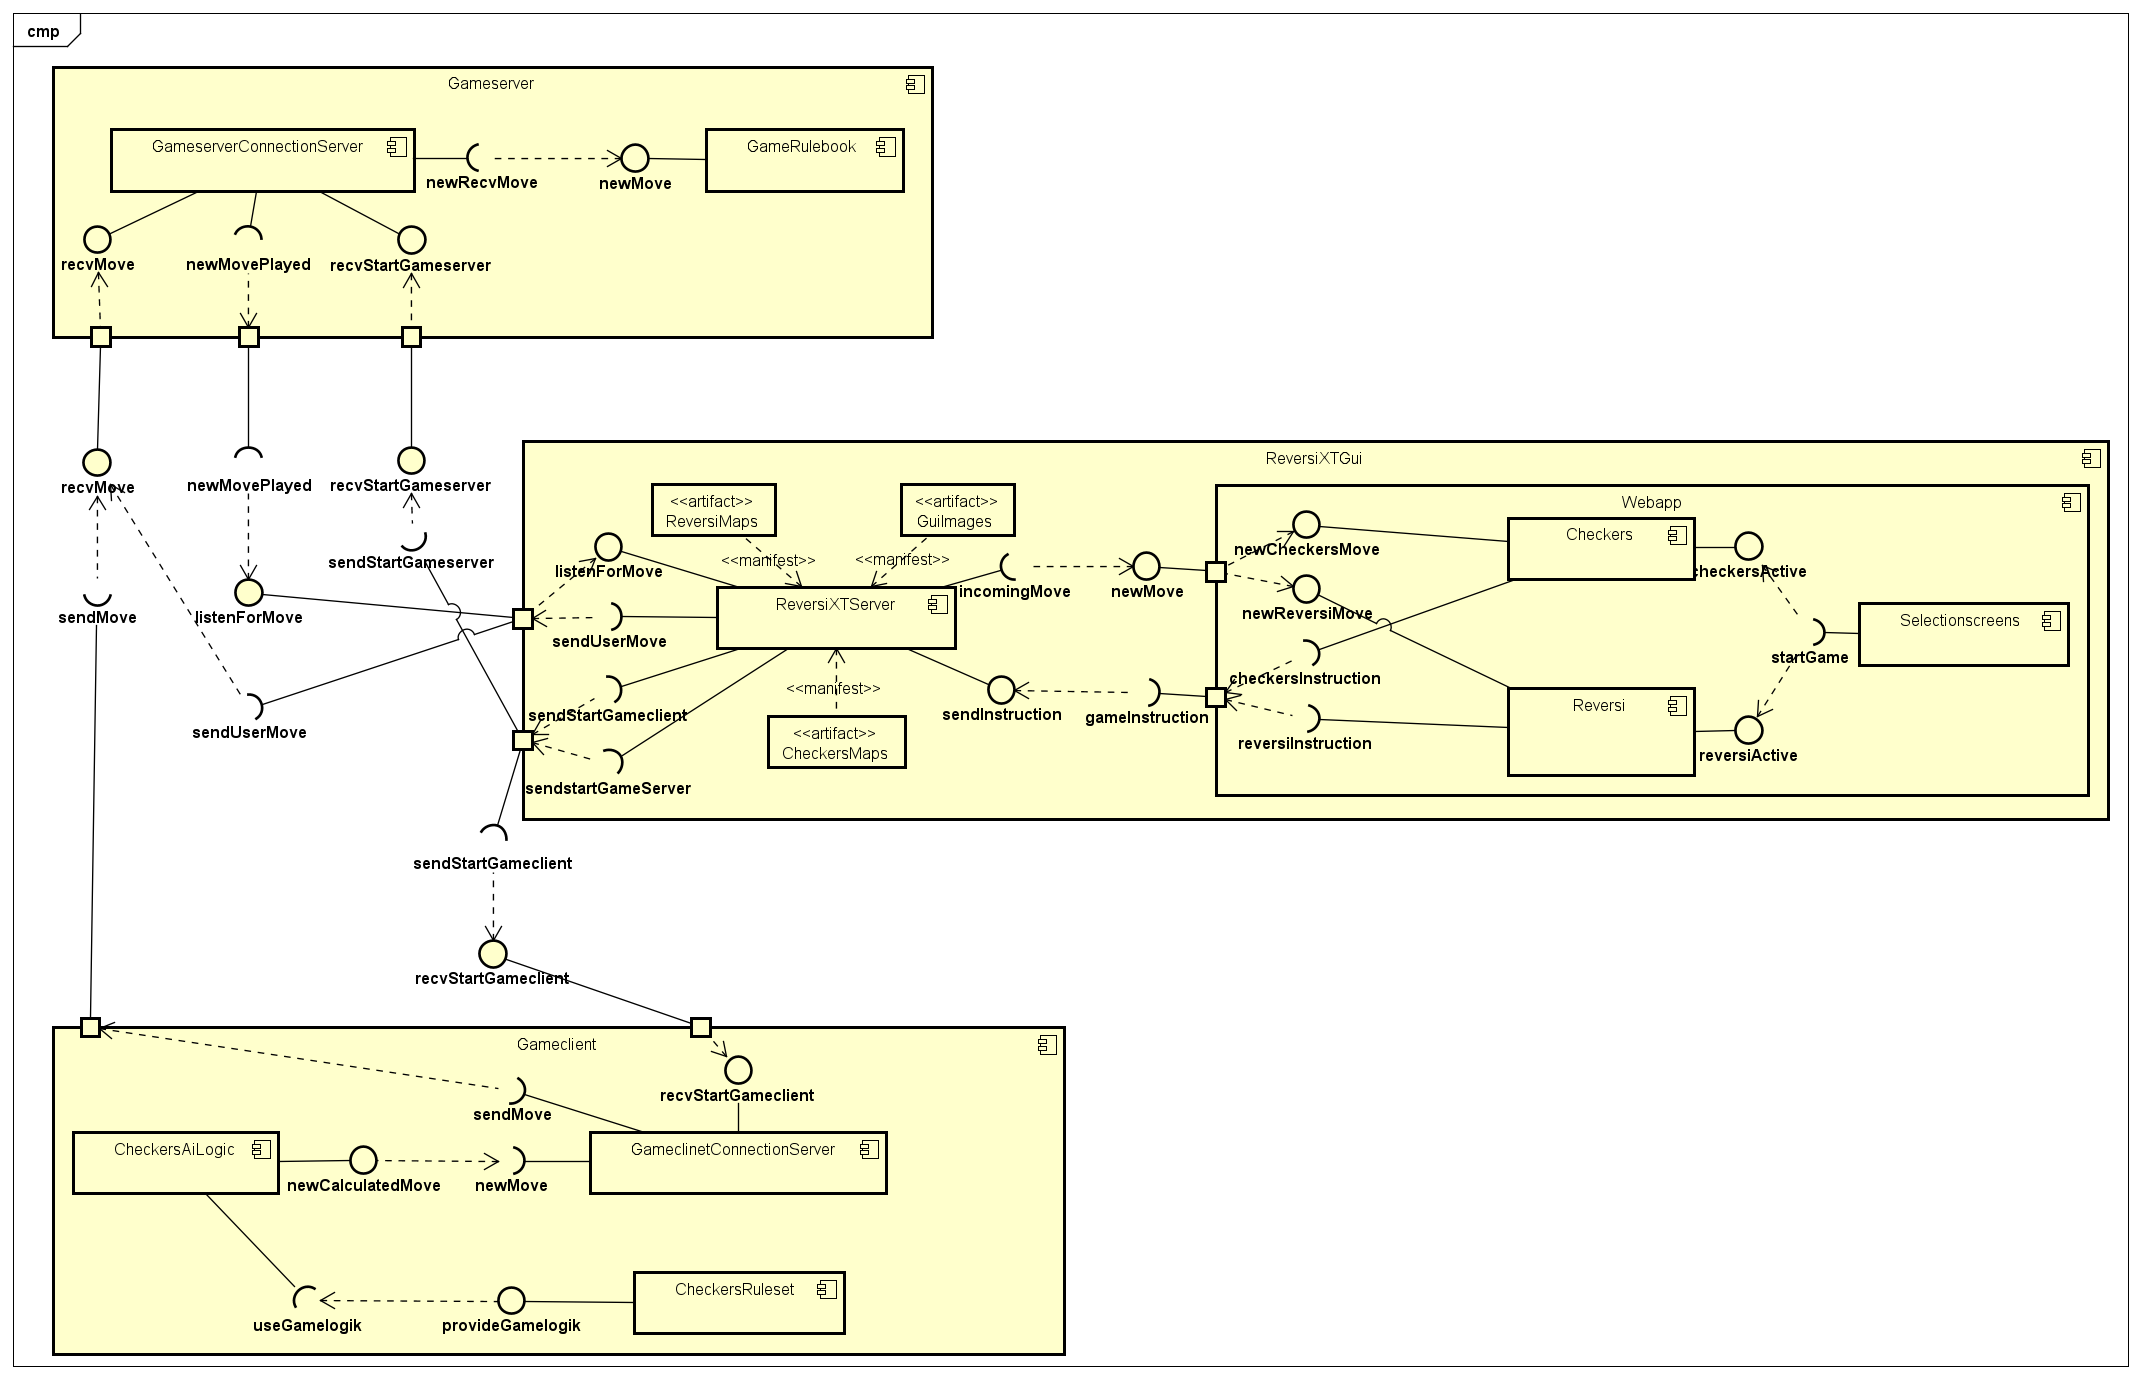 cmp
Gameserver
GameserverConnectionServer
GameRulebook
newRecvMove
newMove
recvMove
newMovePlayed
recvStartGameserver
recvMove
newMovePlayed
recvStartGameserver
sendStartGameserver
sendMove
listenForMove
sendUserMove
ReversiXTGui
<<artifact>>
ReversiMaps
<<artifact>>
GuiImages
<<manifest>>
<<manifest>>
listenForMove
ReversiXTServer
incomingMove
newMove
sendUserMove
<<manifest>>
sendStartGameclient
sendInstruction
gameInstruction
<<artifact>>
CheckersMaps
sendstartGameServer
Webapp
newCheckersMove
Checkers
checkersActive
newReversiMove
Selectionscreens
startGame
checkersInstruction
Reversi
reversiInstruction
reversiActive
sendStartGameclient
recvStartGameclient
Gameclient
recvStartGameclient
sendMove
CheckersAiLogic
GameclinetConnectionServer
newCalculatedMove
newMove
CheckersRuleset
useGamelogik
provideGamelogik